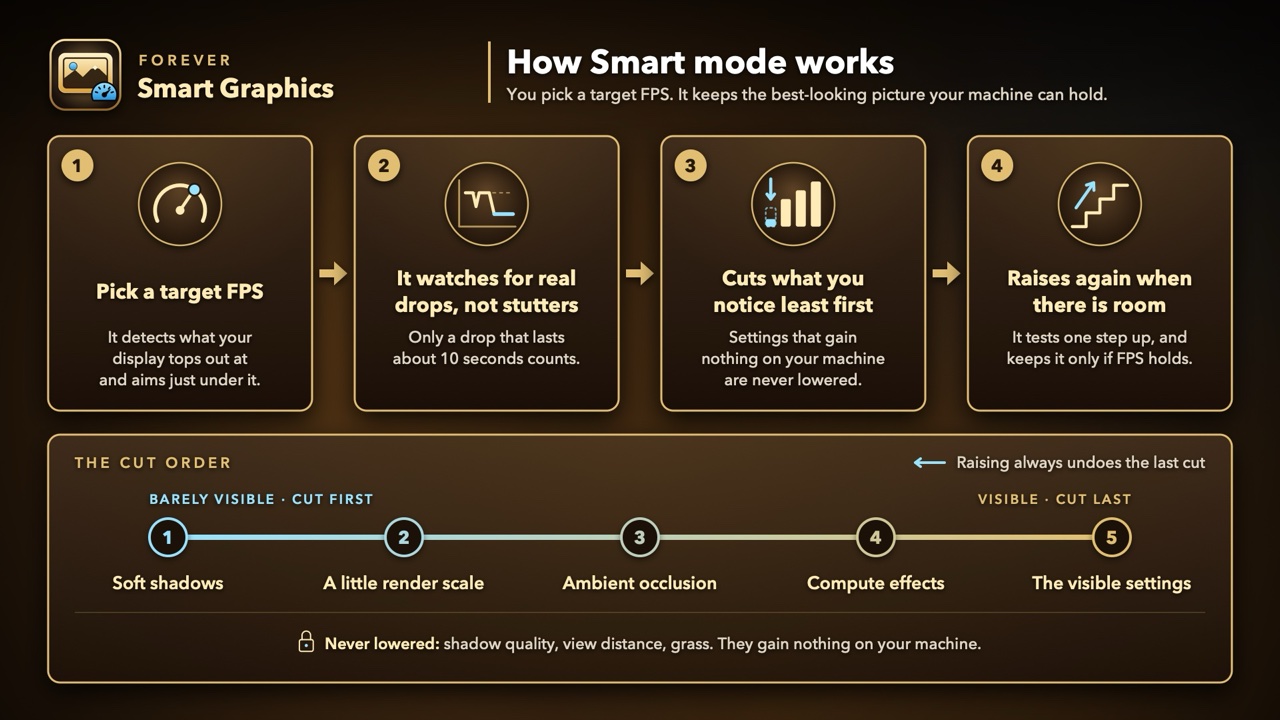 FOREVER
Smart Graphics
How Smart mode works
You pick a target FPS. It keeps the best-looking picture your machine can hold.
1
Pick a target FPS
It detects what your
display tops out at
and aims just under it.
2
It watches for real
drops, not stutters
Only a drop that lasts
about 10 seconds counts.
3
Cuts what you
notice least first
Settings that gain
nothing on your machine
are never lowered.
4
Raises again when
there is room
It tests one step up, and
keeps it only if FPS holds.
THE CUT ORDER
Raising always undoes the last cut
BARELY VISIBLE · CUT FIRST
VISIBLE · CUT LAST
1
2
3
4
5
Soft shadows
A little render scale
Ambient occlusion
Compute effects
The visible settings
Never lowered: shadow quality, view distance, grass. They gain nothing on your machine.